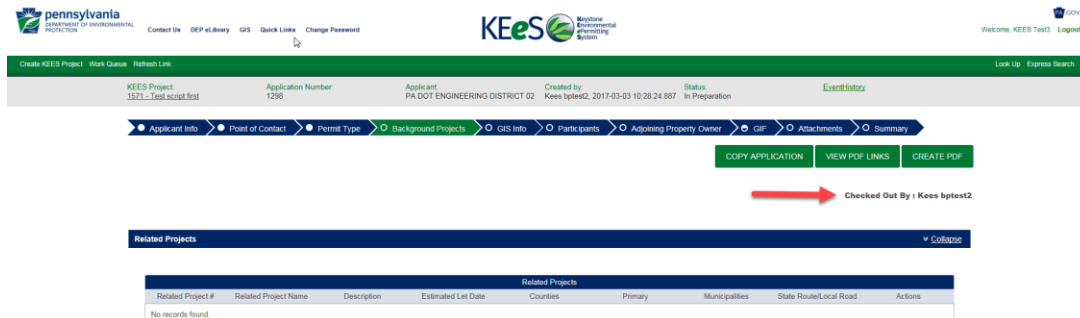 pennsylvania
DEPARTMENT OF ENVIRONMENTAL
PROTECTION
Contact Us DEP eLibrary GIS Quick Links Change Password
KEeS Keystone
Environmental
ePermitting
System
PA GOV
Welcome, KEES Test3 Logout
Create KEES Project Work Queue Refresh Link Look Up Express Search
KEES Project: Application Number: Applicant: Created by: Status: EventHistory
1571 - Test script first 1298 PA DOT ENGINEERING DISTRICT 02 Kees bptest2, 2017-03-03 10:28:24.887 In Preparation
Applicant Info Point of Contact Permit Type Background Projects GIS Info Participants Adjoining Property Owner GIF Attachments Summary
COPY APPLICATION VIEW PDF LINKS CREATE PDF
Checked Out By : Kees bptest2
Related Projects Collapse
Related Projects
Related Project # Related Project Name Description Estimated Let Date Counties Primary Municipalities State Route/Local Road Actions
No records found.